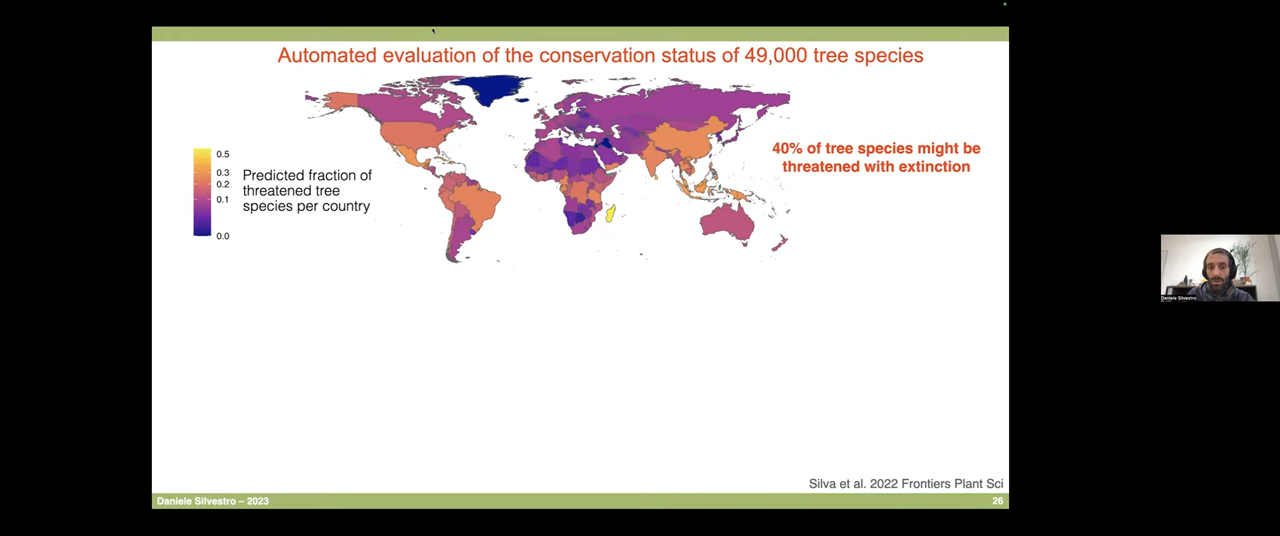 Automated evaluation of the conservation status of 49,000 tree species
0.5
0.3
0.2
0.1
0.0
Predicted fraction of
threatened tree
species per country
40% of tree species might be
threatened with extinction
Silva et al. 2022 Frontiers Plant Sci
Daniele Silvestro – 2023
26
Daniele Silvestro